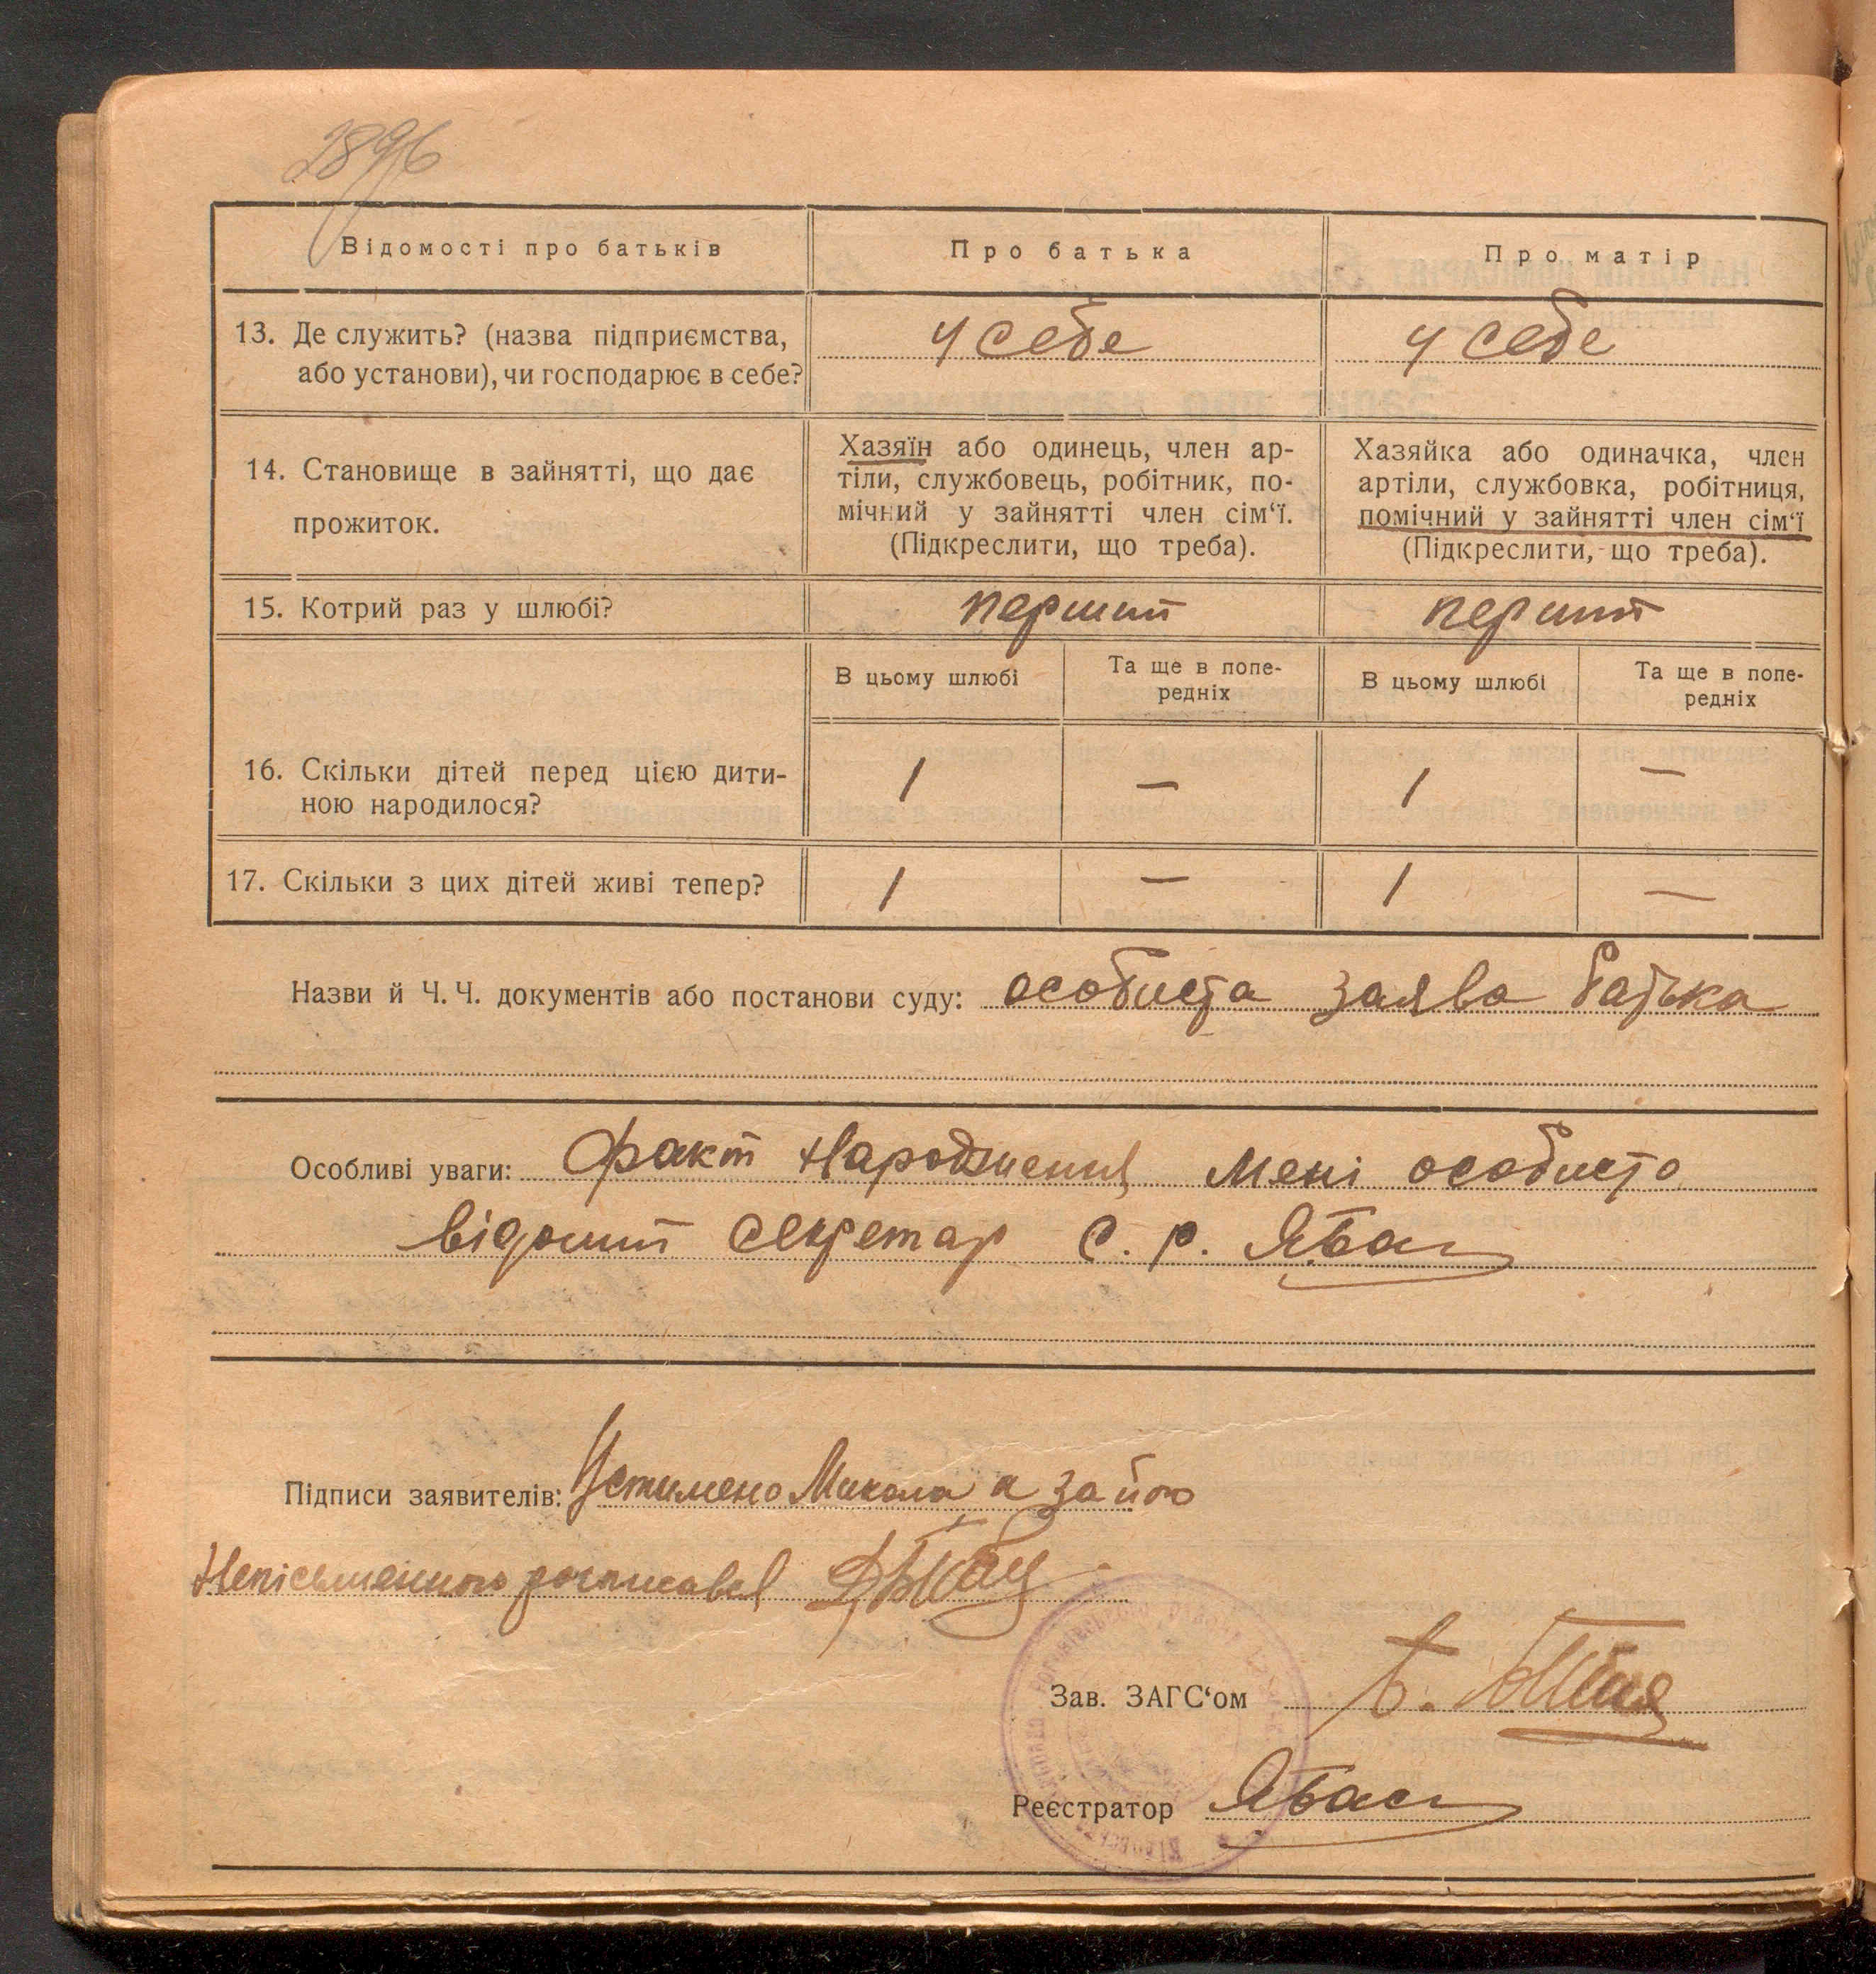 2896
Відомості про батьків
Про батька
Про матір
13. Де служить? (назва підприємства,
або установи), чи господарює в себе?
у себе
у себе
14. Становище в зайнятті, що дає
прожиток.
Хазяїн або одинець, член ар-
тіли, службовець, робітник, по-
мічний у зайнятті член сім‘ї.
(Підкреслити, що треба).
Хазяйка або одиначка, член
артіли, службовка, робітниця,
помічний у зайнятті член сім‘ї
(Підкреслити, що треба).
15. Котрий раз у шлюбі?
перший
перший
В цьому шлюбі
Та ще в попе-
редніх
В цьому шлюбі
Та ще в попе-
редніх
16. Скільки дітей перед цією дити-
ною народилося?
1
—
1
—
17. Скільки з цих дітей живі тепер?
1
—
1
—
Назви й Ч. Ч. документів або постанови суду: особиста заява батька
Особливі уваги: Факт народження мені особисто
відомий секретар с. р.
Підписи заявителів: Микола а за його
неписьменного росписався
Зав. ЗАГС‘ом
Реєстратор